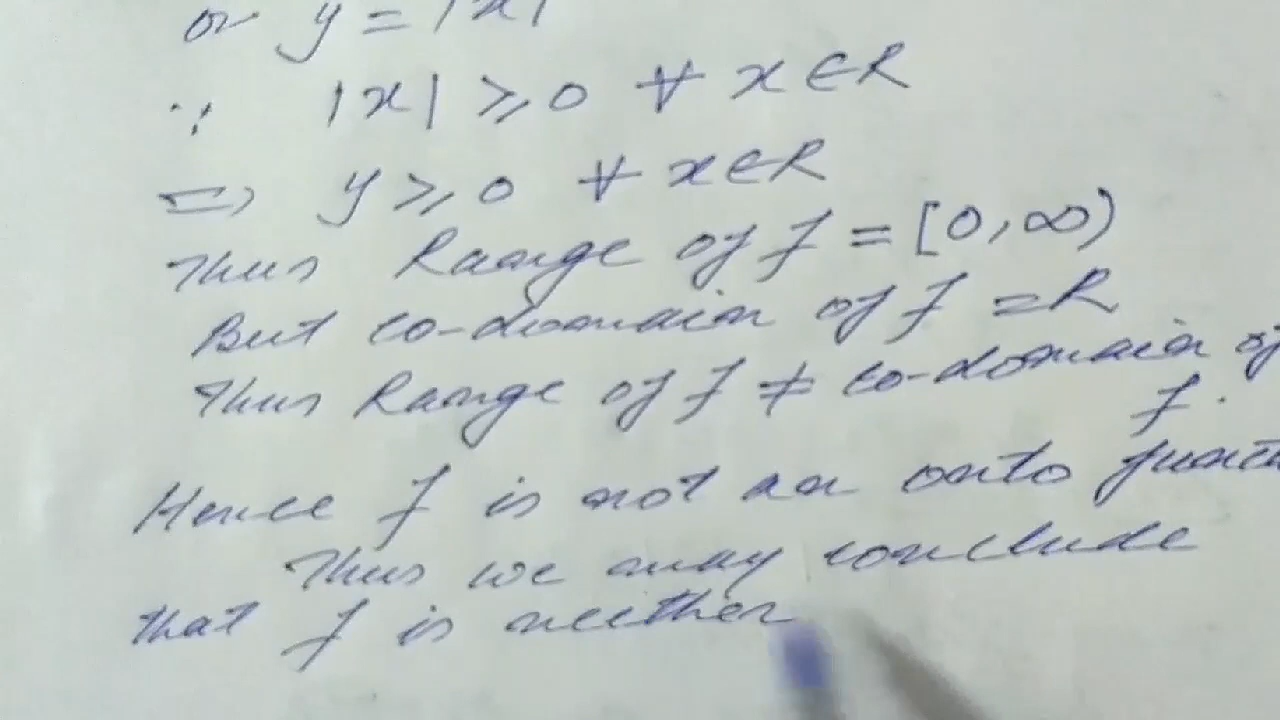 or y = |x|
∵ |x| ⩾ 0 ∀ x ∈ R
⇒ y ⩾ 0 ∀ x ∈ R
Thus Range of f = [0, ∞)
But co-domain of f = R
Thus Range of f ≠ co-domain of
f.
Hence f is not an onto funct
Thus we may conclude
that f is neither